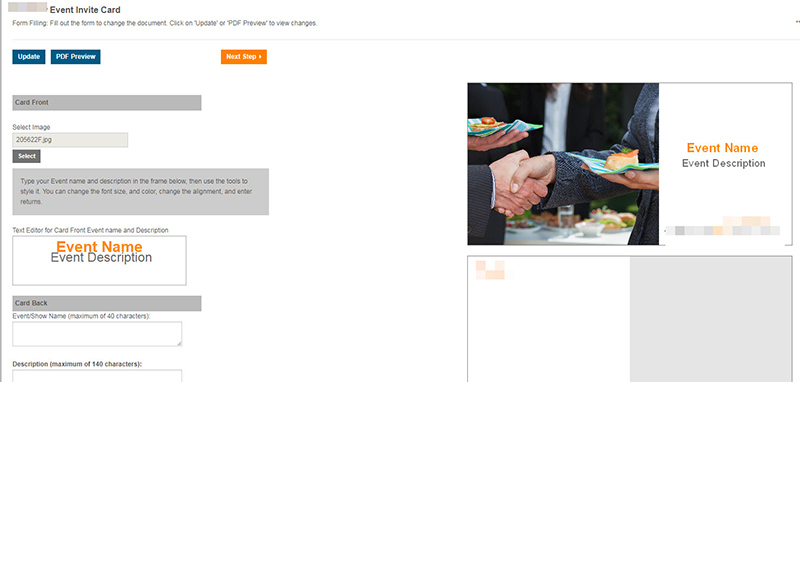 Event Invite Card
Form Filling: Fill out the form to change the document. Click on 'Update' or 'PDF Preview' to view changes.
Update
PDF Preview
Next Step
Card Front
Select Image
205622F.jpg
Select
Type your Event name and description in the frame below, then use the tools to
style it. You can change the font size, and color, change the alignment, and enter
returns.
Text Editor for Card Front Event name and Description
Event Name
Event Description
Card Back
Event/Show Name (maximum of 40 characters):
Description (maximum of 140 characters):
Event Name
Event Description